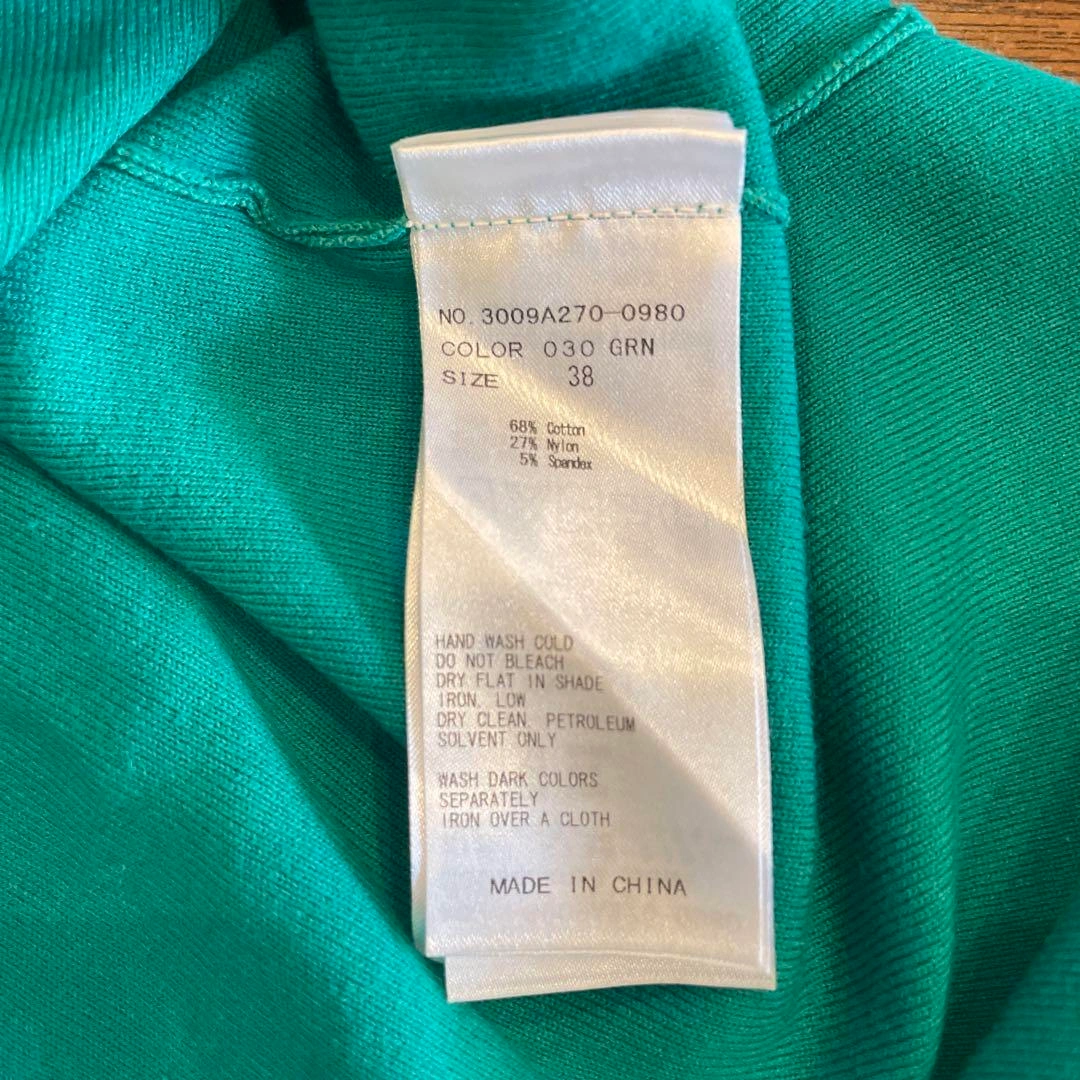 NO. 3009A270-0980
COLOR 030 GRN
SIZE 38
68% Cotton
27% Nylon
5% Spandex
HAND WASH COLD
DO NOT BLEACH
DRY FLAT IN SHADE
IRON, LOW
DRY CLEAN, PETROLEUM
SOLVENT ONLY
WASH DARK COLORS
SEPARATELY
IRON OVER A CLOTH
MADE IN CHINA